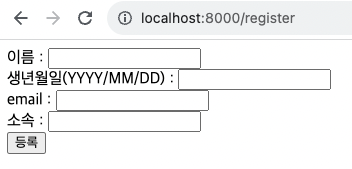 localhost:8000/register
이름 :
생년월일(YYYY/MM/DD) :
email :
소속 :
등록